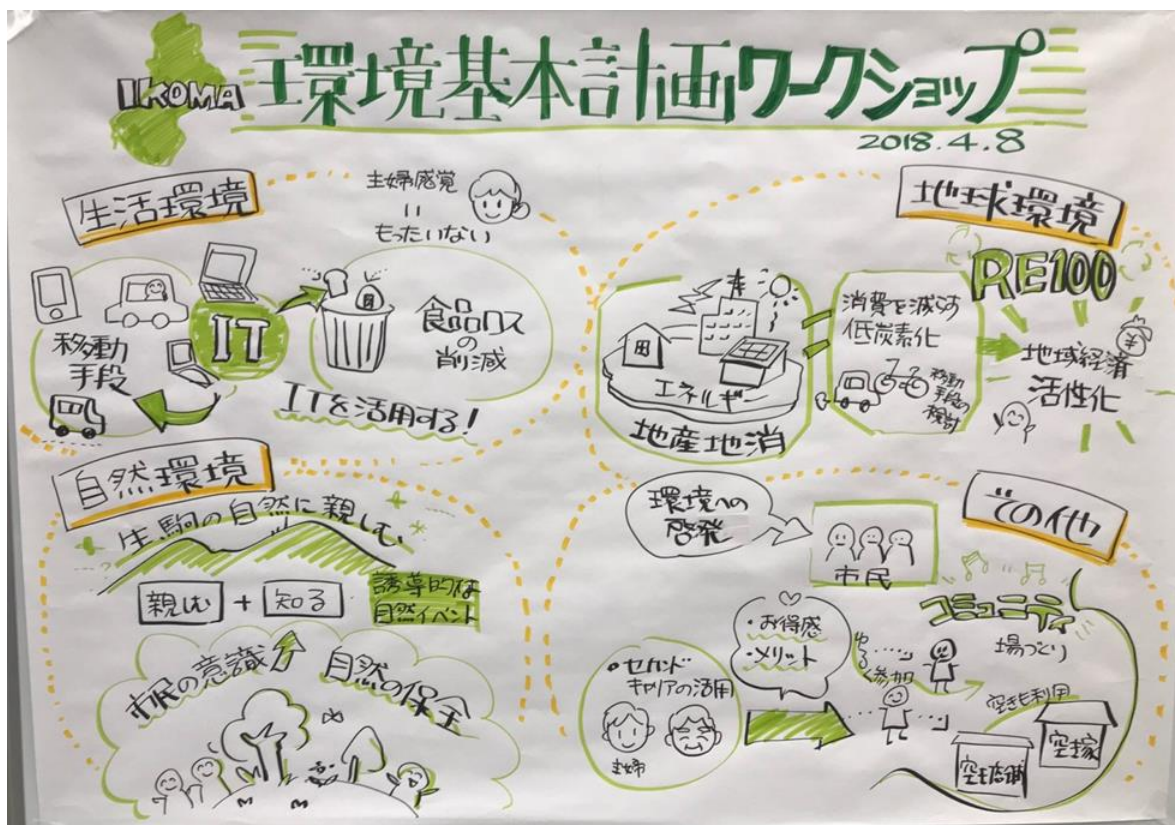 IKOMA
環境基本計画ワークショップ
2018.4.8
生活環境
主婦感覚
=
もったいない
移動
手段
IT
食品ロス
の
削減
ITを活用する!
地球環境
RE100
エネルギー
地産地消
=
消費を減らす
低炭素化
移動
手段の
検討
地域経済
活性化
¥
自然環境
生駒の自然に親しむ
親しむ + 知る
誘導的な
自然イベント
市民の意識
自然の保全
その他
環境への
啓発
市民
・セカンド
キャリアの活用
主婦
・お得感
・メリット
ゆるく参加
コミュニティ
場づくり
空きも利用
空き店舗
空き家